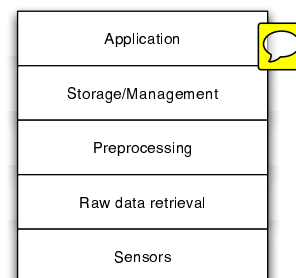 Application
Storage/Management
Preprocessing
Raw data retrieval
Sensors